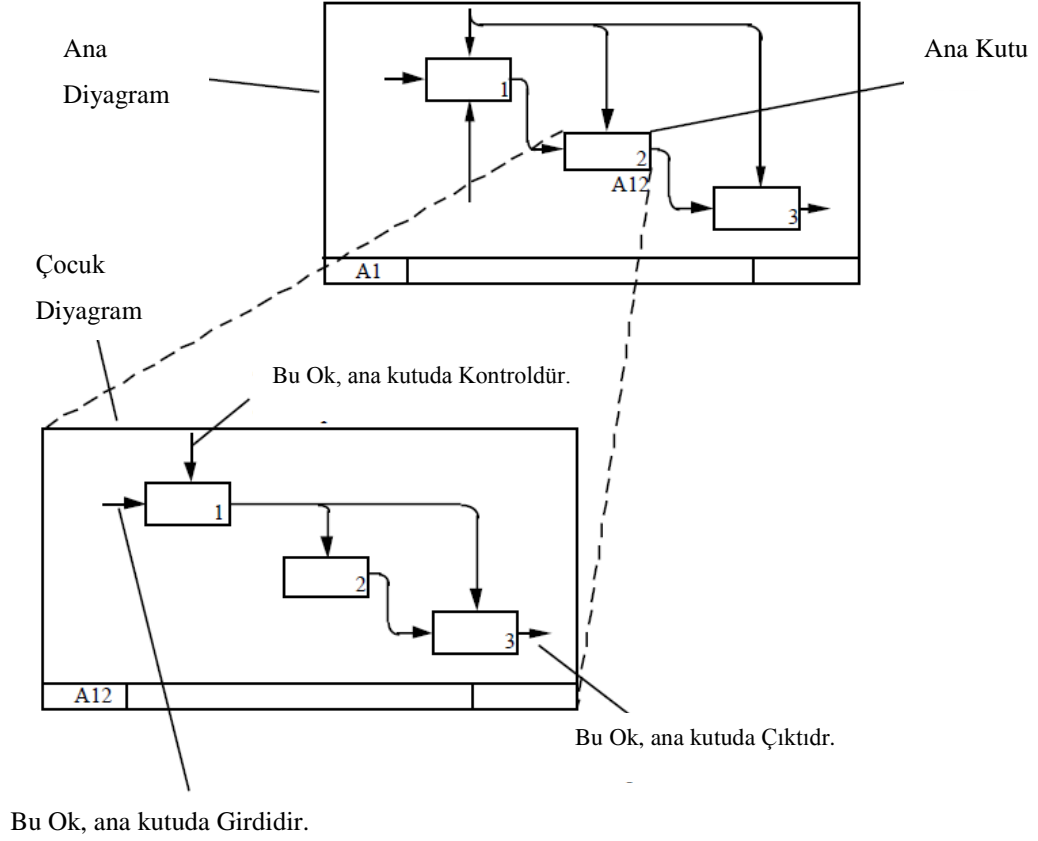 Ana
Diyagram
Ana Kutu
1
2
A12
3
A1
Çocuk
Diyagram
Bu Ok, ana kutuda Kontroldür.
1
2
3
A12
Bu Ok, ana kutuda Çıktıdr.
Bu Ok, ana kutuda Girdidir.